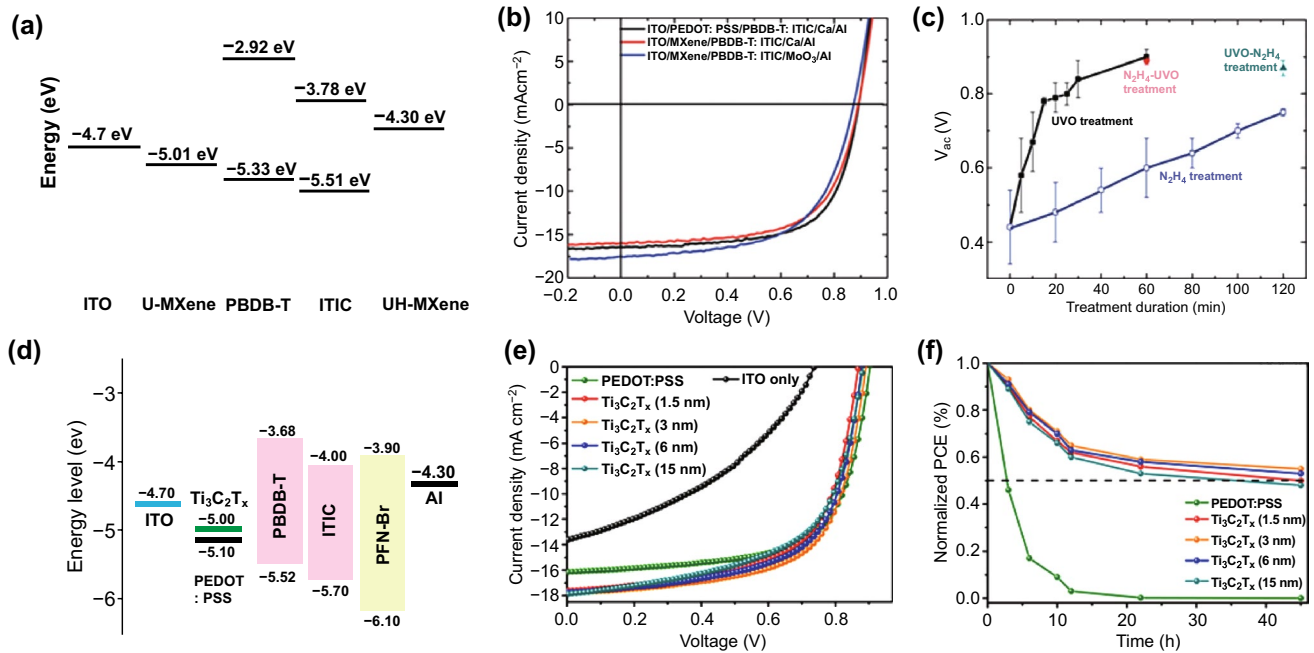 (a)
−2.92 eV
−3.78 eV
−4.30 eV
−4.7 eV
−5.01 eV
−5.33 eV
−5.51 eV
Energy (eV)
ITO U-MXene PBDB-T ITIC UH-MXene
(b)
ITO/PEDOT: PSS/PBDB-T: ITIC/Ca/Al
ITO/MXene/PBDB-T: ITIC/Ca/Al
ITO/MXene/PBDB-T: ITIC/MoO₃/Al
10
5
0
−5
−10
−15
−20
Current density (mAcm⁻²)
−0.2 0.0 0.2 0.4 0.6 0.8 1.0
Voltage (V)
(c)
UVO-N₂H₄
treatment
N₂H₄-UVO
treatment
UVO treatment
N₂H₄ treatment
1.0
0.8
0.6
0.4
V_ac (V)
0 20 40 60 80 100 120
Treatment duration (min)
(d)
Energy level (ev)
−3
−4
−5
−6
−4.70
ITO
Ti₃C₂Tₓ
−5.00
−5.10
PEDOT
: PSS
−3.68
PBDB-T
−5.52
−4.00
ITIC
−5.70
−3.90
PFN-Br
−6.10
−4.30
Al
(e)
PEDOT:PSS
ITO only
Ti₃C₂Tₓ (1.5 nm)
Ti₃C₂Tₓ (3 nm)
Ti₃C₂Tₓ (6 nm)
Ti₃C₂Tₓ (15 nm)
0
−2
−4
−6
−8
−10
−12
−14
−16
−18
Current density (mA cm⁻²)
0.0 0.2 0.4 0.6 0.8
Voltage (V)
(f)
1.0
0.8
0.6
0.4
0.2
0.0
Normalized PCE (%)
PEDOT:PSS
Ti₃C₂Tₓ (1.5 nm)
Ti₃C₂Tₓ (3 nm)
Ti₃C₂Tₓ (6 nm)
Ti₃C₂Tₓ (15 nm)
0 10 20 30 40
Time (h)